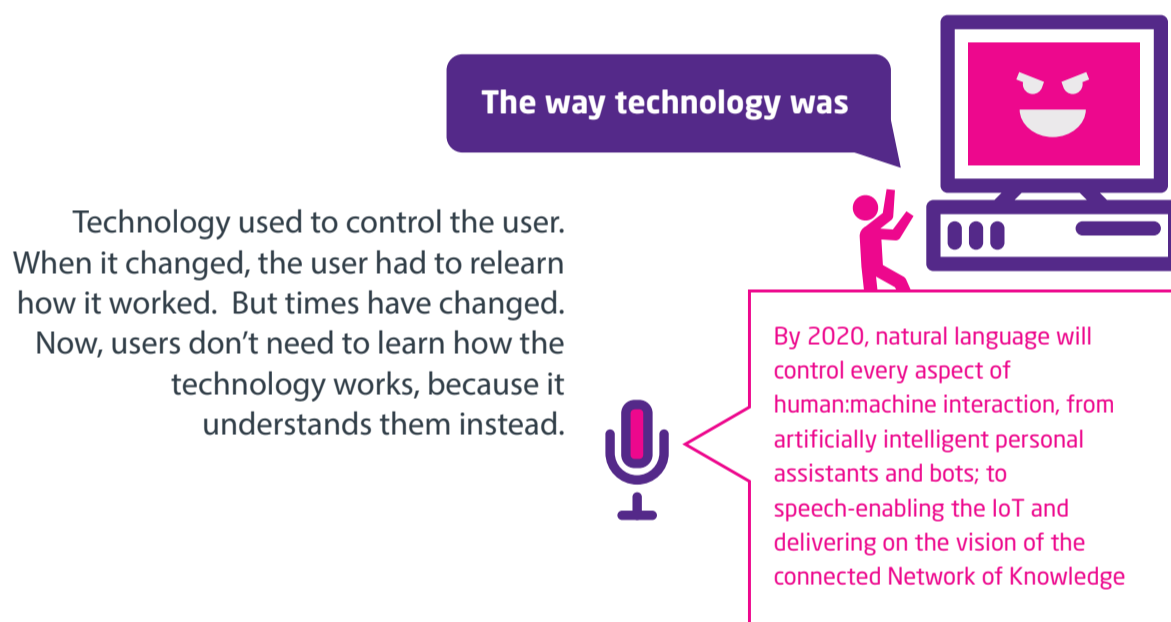 The way technology was
Technology used to control the user.
When it changed, the user had to relearn
how it worked.  But times have changed.
Now, users don’t need to learn how the
technology works, because it
understands them instead.
By 2020, natural language will
control every aspect of
human:machine interaction, from
artificially intelligent personal
assistants and bots; to
speech-enabling the IoT and
delivering on the vision of the
connected Network of Knowledge